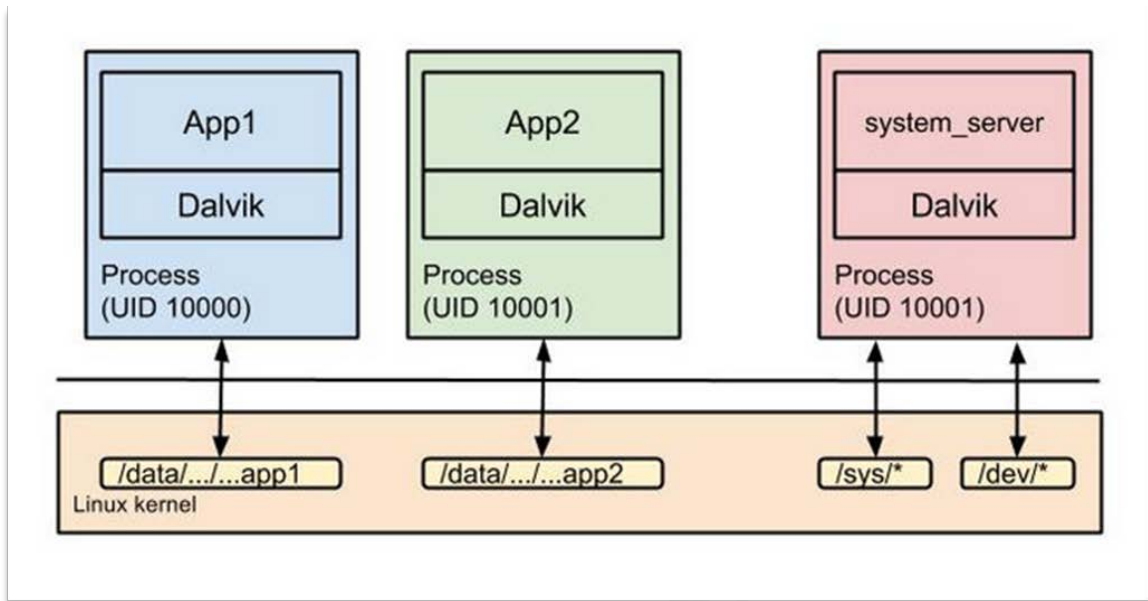 App1
Dalvik
Process
(UID 10000)
App2
Dalvik
Process
(UID 10001)
system_server
Dalvik
Process
(UID 10001)
/data/.../...app1
/data/.../...app2
/sys/*
/dev/*
Linux kernel